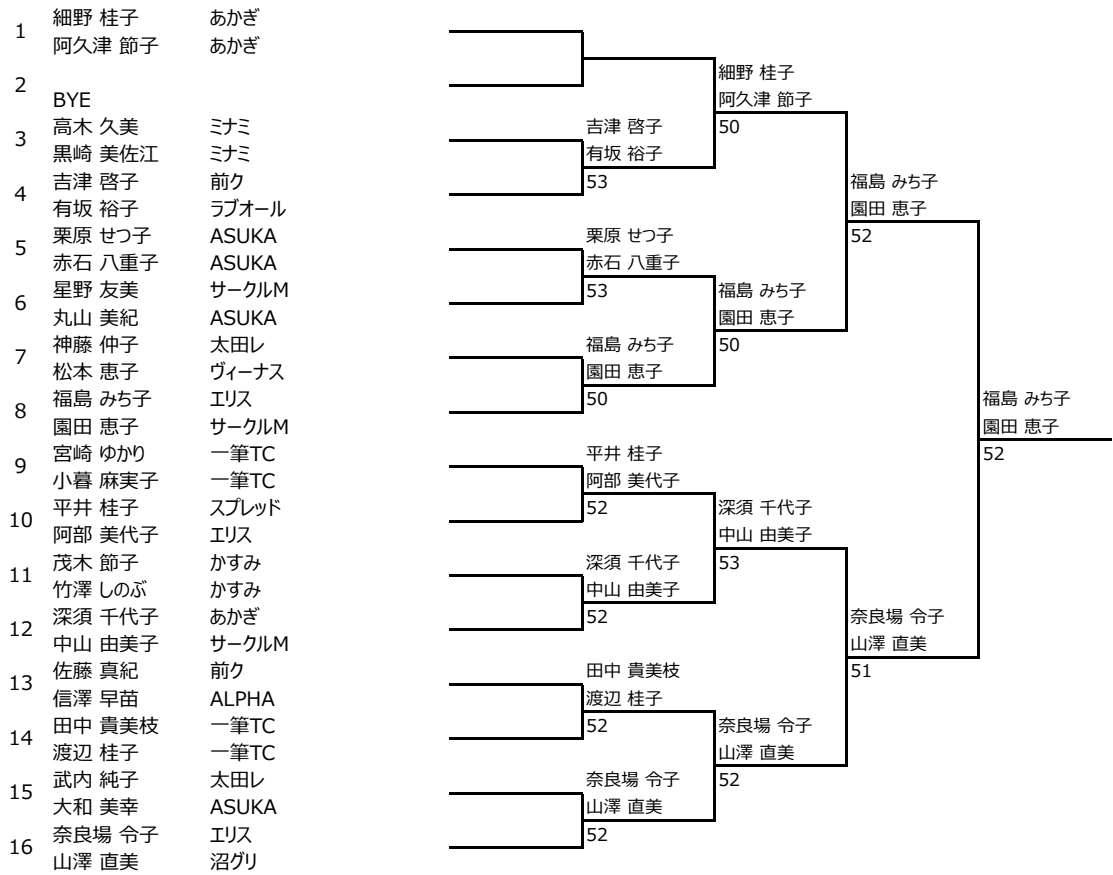 1
細野 桂子 あかぎ
阿久津 節子 あかぎ
2
BYE
3
高木 久美 ミナミ
黒崎 美佐江 ミナミ
4
吉津 啓子 前ク
有坂 裕子 ラブオール
5
栗原 せつ子 ASUKA
赤石 八重子 ASUKA
6
星野 友美 サークルM
丸山 美紀 ASUKA
7
神藤 仲子 太田レ
松本 恵子 ヴィーナス
8
福島 みち子 エリス
園田 恵子 サークルM
9
宮崎 ゆかり 一筆TC
小暮 麻実子 一筆TC
10
平井 桂子 スプレッド
阿部 美代子 エリス
11
茂木 節子 かすみ
竹澤 しのぶ かすみ
12
深須 千代子 あかぎ
中山 由美子 サークルM
13
佐藤 真紀 前ク
信澤 早苗 ALPHA
14
田中 貴美枝 一筆TC
渡辺 桂子 一筆TC
15
武内 純子 太田レ
大和 美幸 ASUKA
16
奈良場 令子 エリス
山澤 直美 沼グリ
吉津 啓子
有坂 裕子
53
栗原 せつ子
赤石 八重子
53
福島 みち子
園田 恵子
50
平井 桂子
阿部 美代子
52
深須 千代子
中山 由美子
52
田中 貴美枝
渡辺 桂子
52
奈良場 令子
山澤 直美
52
細野 桂子
阿久津 節子
50
福島 みち子
園田 恵子
50
深須 千代子
中山 由美子
53
奈良場 令子
山澤 直美
52
福島 みち子
園田 恵子
52
奈良場 令子
山澤 直美
51
福島 みち子
園田 恵子
52